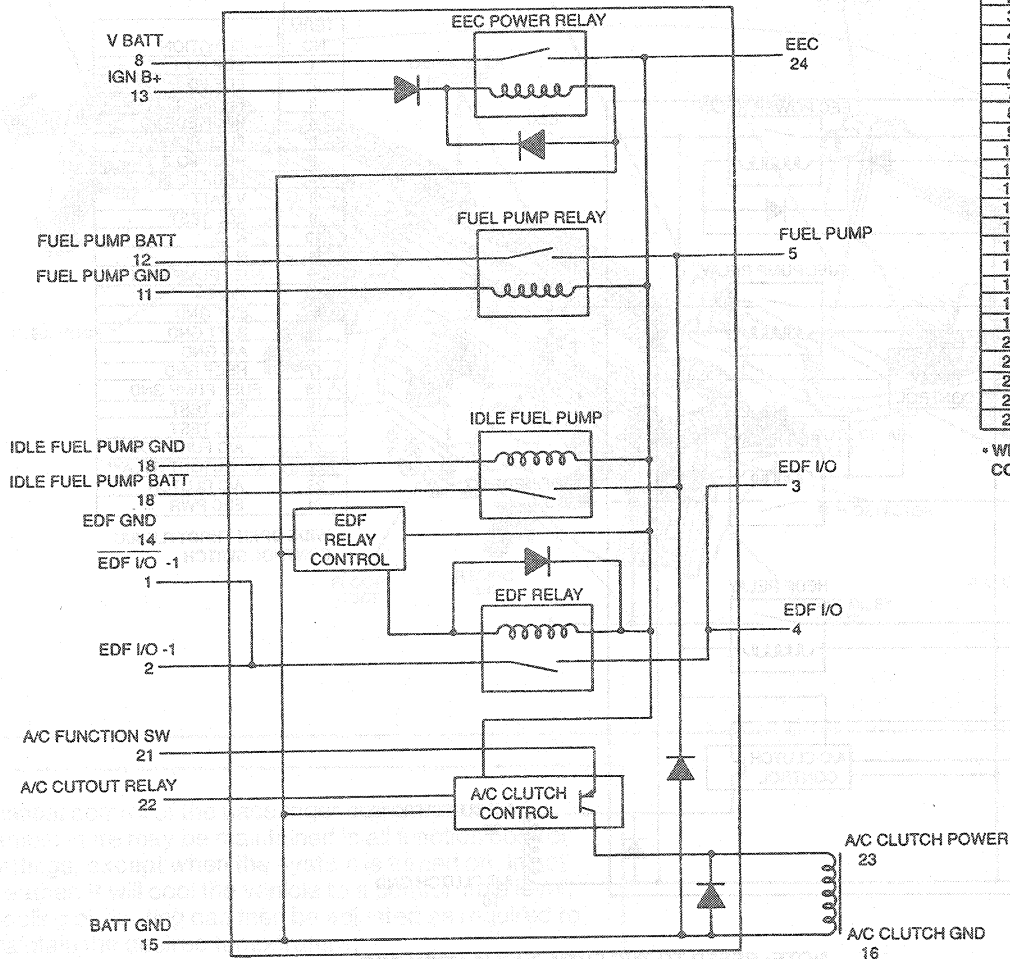 EEC POWER RELAY
V BATT
8
IGN B+
13
EEC
24
FUEL PUMP RELAY
FUEL PUMP BATT
12
FUEL PUMP GND
11
FUEL PUMP
5
IDLE FUEL PUMP
IDLE FUEL PUMP GND
18
IDLE FUEL PUMP BATT
18
EDF GND
14
EDF I/O -1
1
EDF
RELAY
CONTROL
EDF I/O
3
EDF RELAY
EDF I/O
4
EDF I/O -1
2
A/C FUNCTION SW
21
A/C CUTOUT RELAY
22
A/C CLUTCH
CONTROL
A/C CLUTCH POWER
23
BATT GND
15
A/C CLUTCH GND
16